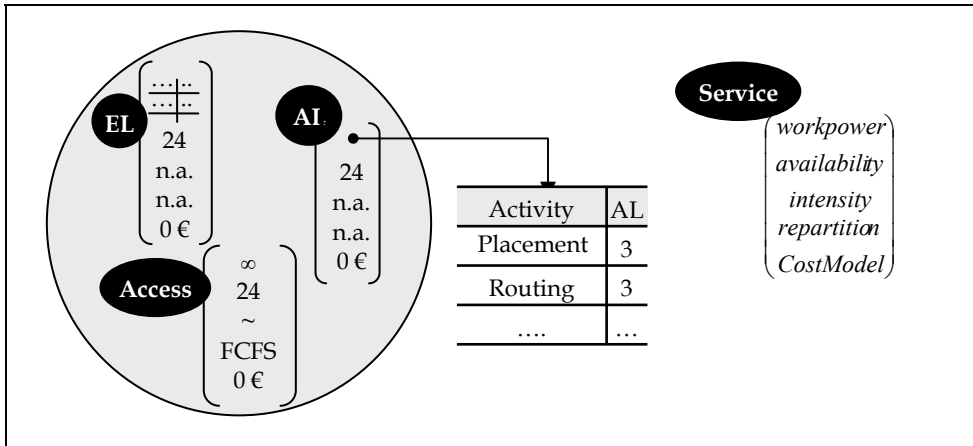 EL
... ..
... ..
24
n.a.
n.a.
0 €
AL
24
n.a.
n.a.
0 €
Access
∞
24
~
FCFS
0 €
Activity AL
Placement 3
Routing 3
.... ...
Service
workpower
availability
intensity
repartition
CostModel